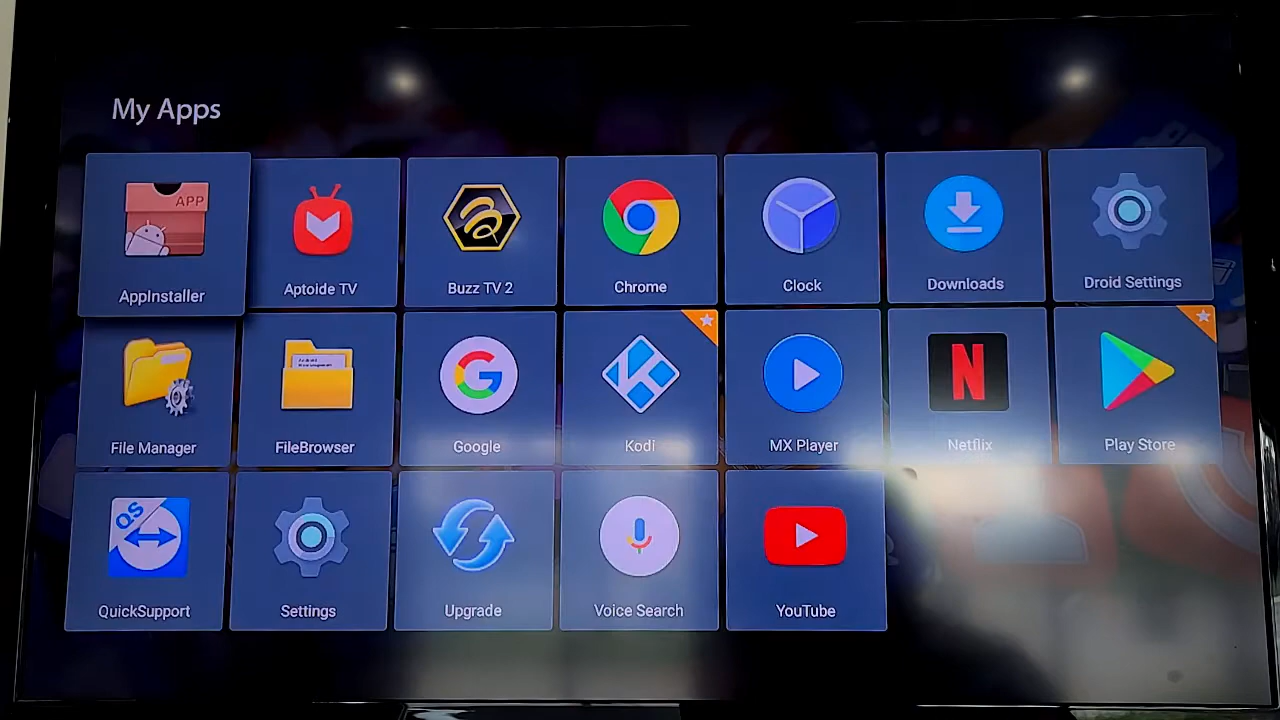 My Apps
APP
AppInstaller
Aptoide TV
Buzz TV 2
Chrome
Clock
Downloads
Droid Settings
File Manager
FileBrowser
Google
Kodi
MX Player
Netflix
Play Store
QS
QuickSupport
Settings
Upgrade
Voice Search
YouTube